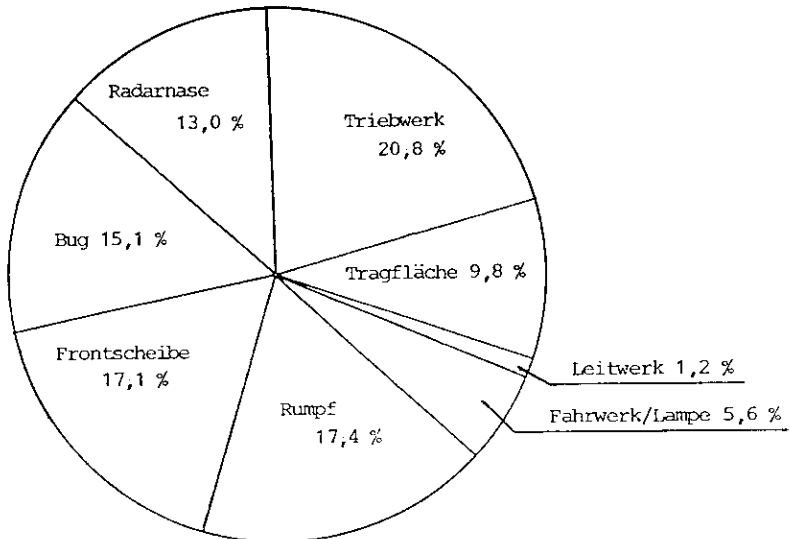 Radarnase
13,0 %
Triebwerk
20,8 %
Bug 15,1 %
Tragfläche 9,8 %
Frontscheibe
17,1 %
Leitwerk 1,2 %
Rumpf
17,4 %
Fahrwerk/Lampe 5,6 %